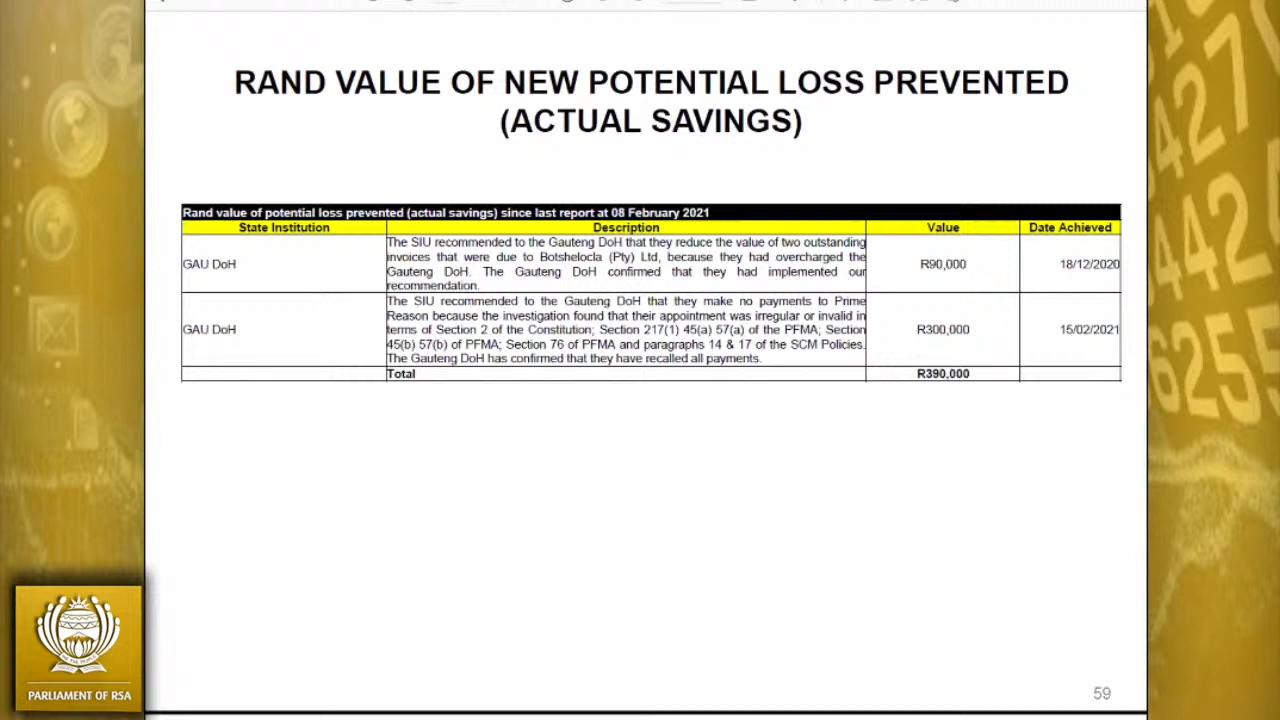 RAND VALUE OF NEW POTENTIAL LOSS PREVENTED
(ACTUAL SAVINGS)
Rand value of potential loss prevented (actual savings) since last report at 08 February 2021
State Institution Description Value Date Achieved
The SIU recommended to the Gauteng DoH that they reduce the value of two outstanding
invoices that were due to Botshelocla (Pty) Ltd, because they had overcharged the
GAU DoH Gauteng DoH. The Gauteng DoH confirmed that they had implemented our R90,000 18/12/2020
recommendation.
The SIU recommended to the Gauteng DoH that they make no payments to Prime
Reason because the investigation found that their appointment was irregular or invalid in
GAU DoH terms of Section 2 of the Constitution; Section 217(1) 45(a) 57(a) of the PFMA; Section R300,000 15/02/2021
45(b) 57(b) of PFMA; Section 76 of PFMA and paragraphs 14 & 17 of the SCM Policies.
The Gauteng DoH has confirmed that they have recalled all payments.
Total R390,000
PARLIAMENT OF RSA
59